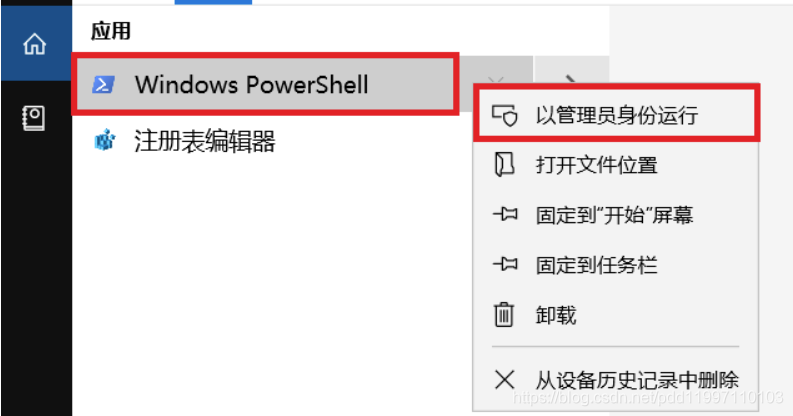 应用
Windows PowerShell
注册表编辑器
以管理员身份运行
打开文件位置
固定到“开始”屏幕
固定到任务栏
卸载
从设备历史记录中删除
https://blog.csdn.net/pdd11997110103